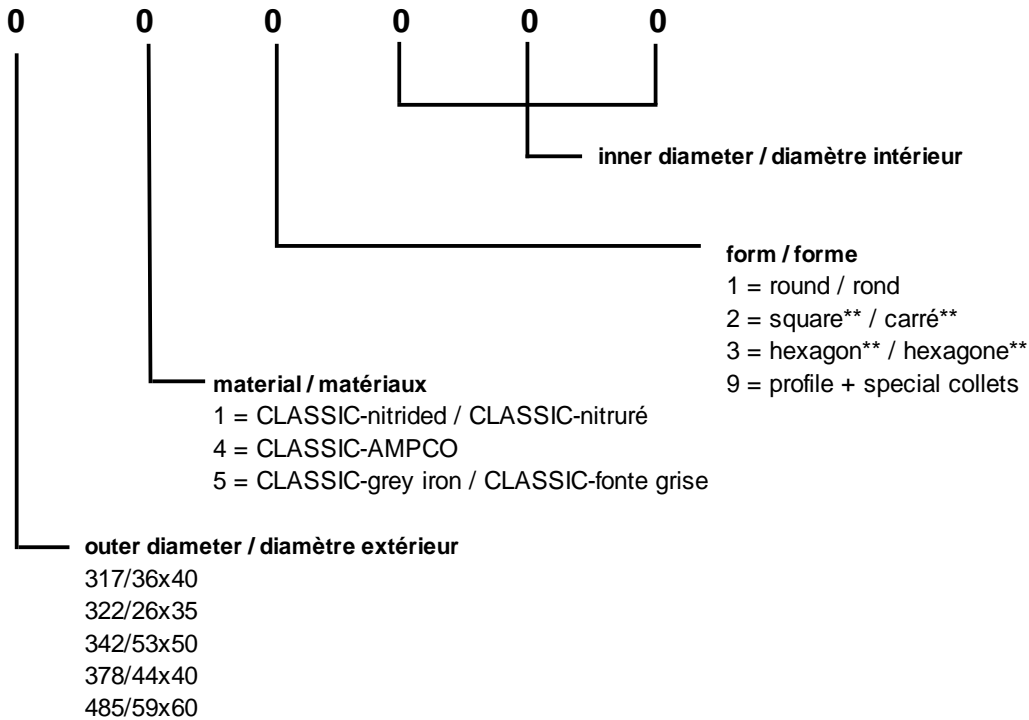 0 0 0 0 0 0
inner diameter / diamètre intérieur
form / forme
1 = round / rond
2 = square** / carré**
3 = hexagon** / hexagone**
9 = profile + special collets
material / matériaux
1 = CLASSIC-nitrided / CLASSIC-nitruré
4 = CLASSIC-AMPCO
5 = CLASSIC-grey iron / CLASSIC-fonte grise
outer diameter / diamètre extérieur
317/36x40
322/26x35
342/53x50
378/44x40
485/59x60